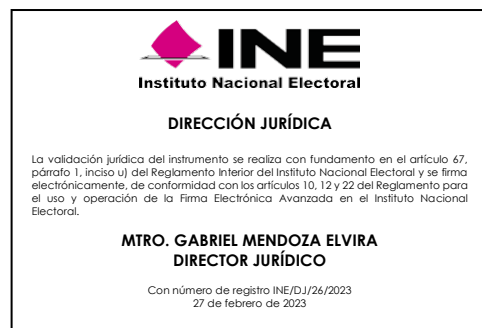 INE
Instituto Nacional Electoral
DIRECCIÓN JURÍDICA
La validación jurídica del instrumento se realiza con fundamento en el artículo 67,
párrafo 1, inciso u) del Reglamento Interior del Instituto Nacional Electoral y se firma
electrónicamente, de conformidad con los artículos 10, 12 y 22 del Reglamento para
el uso y operación de la Firma Electrónica Avanzada en el Instituto Nacional
Electoral.
MTRO. GABRIEL MENDOZA ELVIRA
DIRECTOR JURÍDICO
Con número de registro INE/DJ/26/2023
27 de febrero de 2023